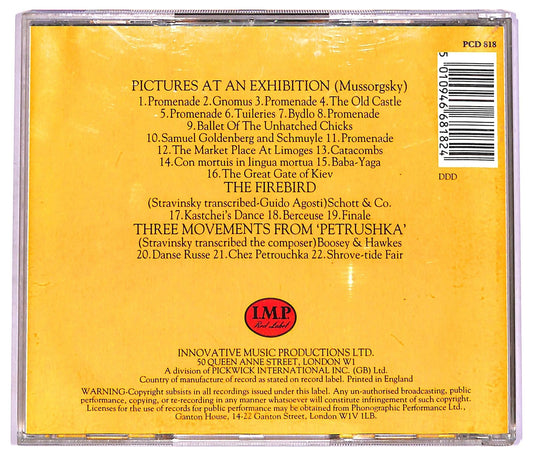 PCD 818
PICTURES AT AN EXHIBITION (Mussorgsky)
1.Promenade 2.Gnomus 3.Promenade 4.The Old Castle
5.Promenade 6.Tuileries 7.Bydlo 8.Promenade
9.Ballet Of The Unhatched Chicks
10.Samuel Goldenberg and Schmuyle 11.Promenade
12.The Market Place At Limoges 13.Catacombs
14.Con mortuis in lingua mortua 15.Baba-Yaga
16.The Great Gate of Kiev
THE FIREBIRD
(Stravinsky transcribed-Guido Agosti)Schott & Co.
17.Kastchei's Dance 18.Berceuse 19.Finale
THREE MOVEMENTS FROM 'PETRUSHKA'
(Stravinsky transcribed the composer)Boosey & Hawkes
20.Danse Russe 21.Chez Petrouchka 22.Shrove-tide Fair
5 010946 681824
DDD
I.M.P
Red Label
INNOVATIVE MUSIC PRODUCTIONS LTD.
50 QUEEN ANNE STREET, LONDON W1
A division of PICKWICK INTERNATIONAL INC. (GB) Ltd.
Country of manufacture of record as stated on record label. Printed in England
WARNING-Copyright subsists in all recordings issued under this label. Any un-authorised broadcasting, public
performance, copying, or re-recording in any manner whatsoever will constitute infringement of such copyright.
Licenses for the use of records for public performance may be obtained from Phonographic Performance Ltd.,
Ganton House, 14-22 Ganton Street, London W1V 1LB.